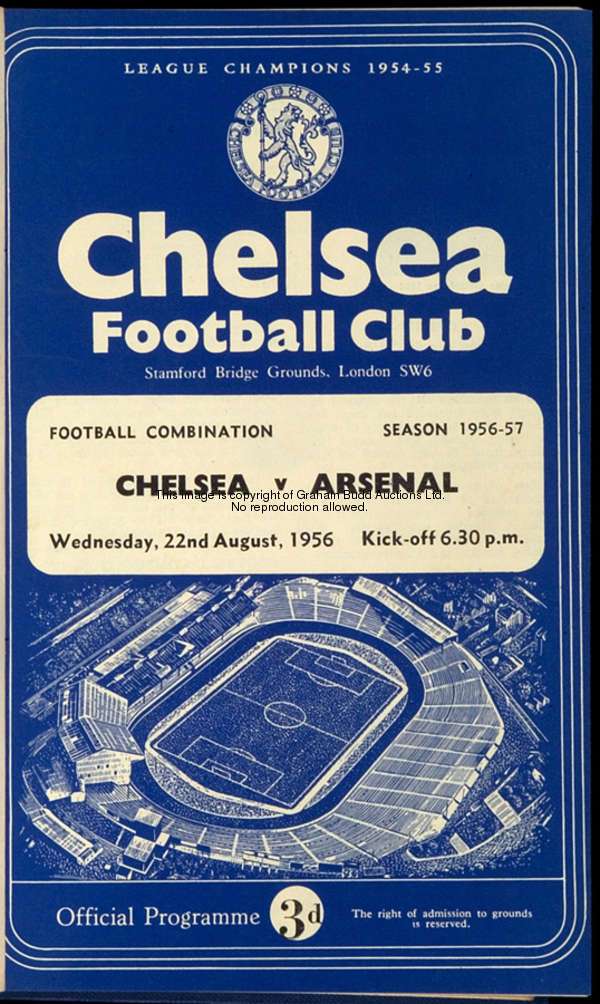 LEAGUE CHAMPIONS 1954-55
CHELSEA FOOTBALL CLUB
Chelsea
Football Club
Stamford Bridge Grounds, London SW6
FOOTBALL COMBINATION SEASON 1956-57
CHELSEA v ARSENAL
This image is copyright of Graham Budd Auctions Ltd.
No reproduction allowed.
Wednesday, 22nd August, 1956 Kick-off 6.30 p.m.
Official Programme 3d The right of admission to grounds
is reserved.